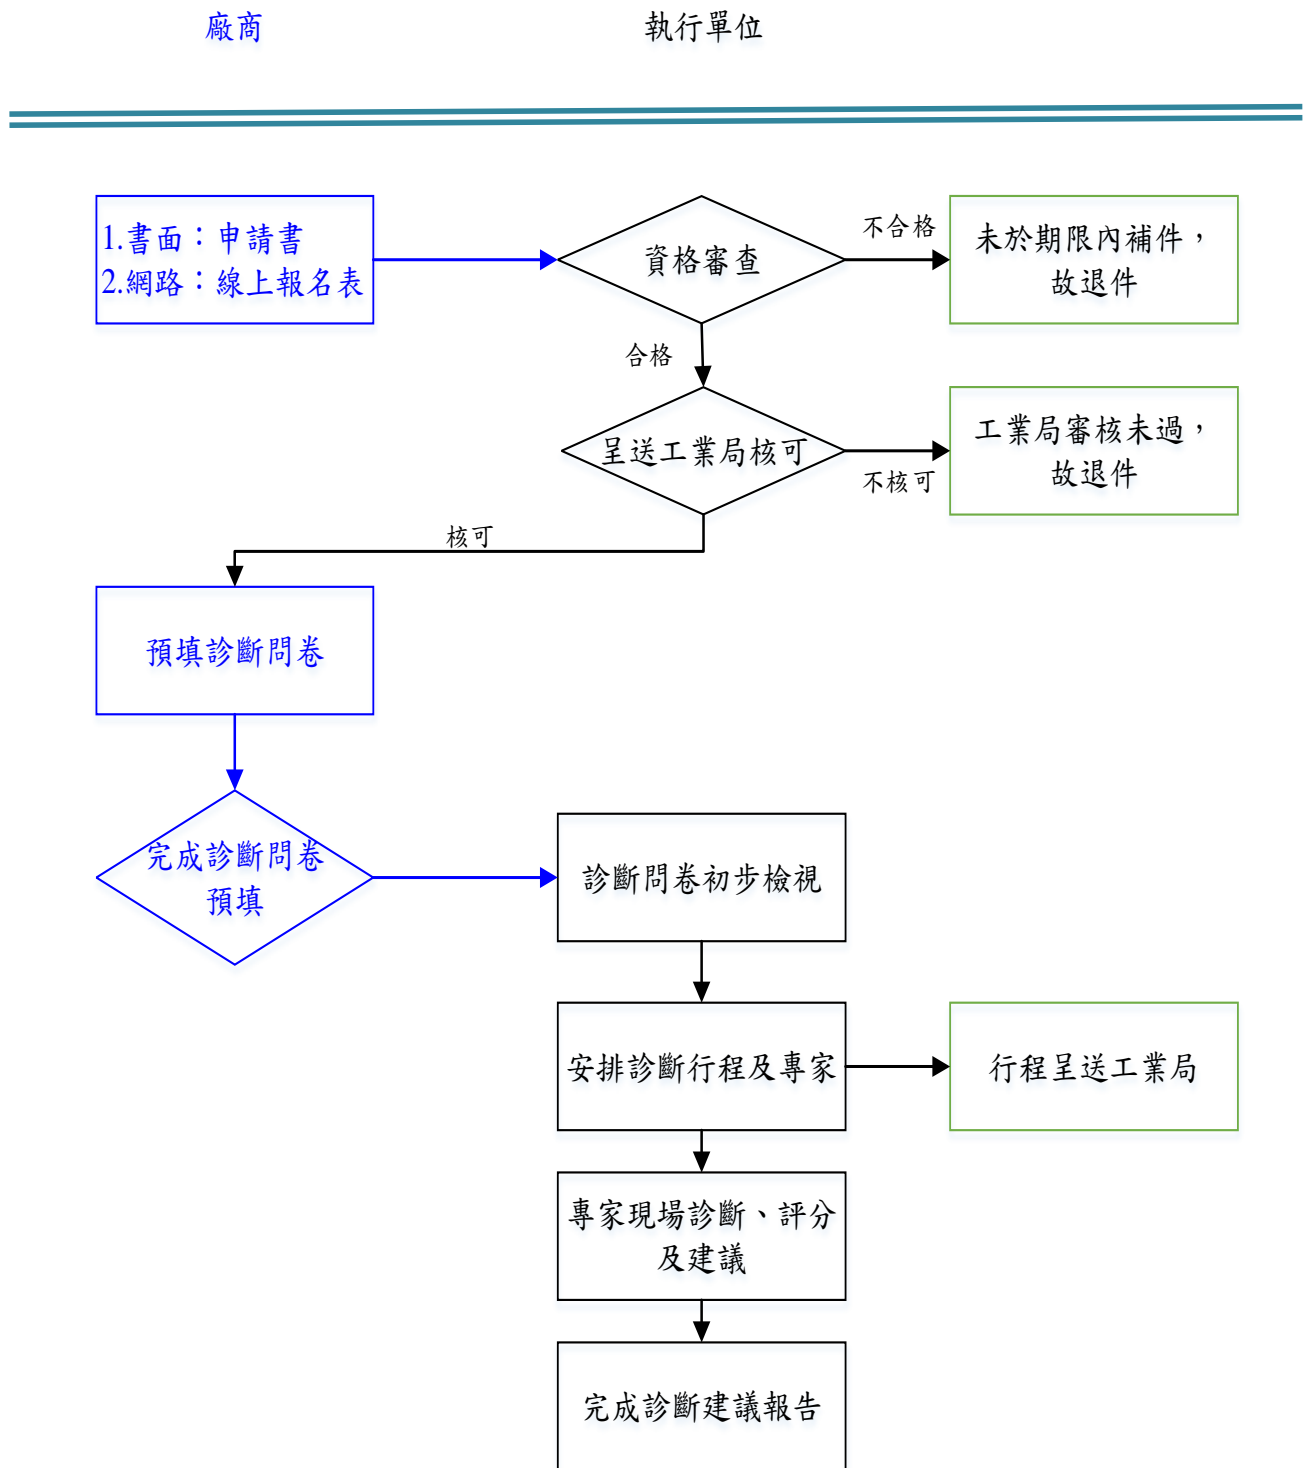 廠商
執行單位
1.書面：申請書
2.網路：線上報名表
資格審查
不合格
未於期限內補件，
故退件
合格
呈送工業局核可
不核可
工業局審核未過，
故退件
核可
預填診斷問卷
完成診斷問卷
預填
診斷問卷初步檢視
安排診斷行程及專家
行程呈送工業局
專家現場診斷、評分
及建議
完成診斷建議報告